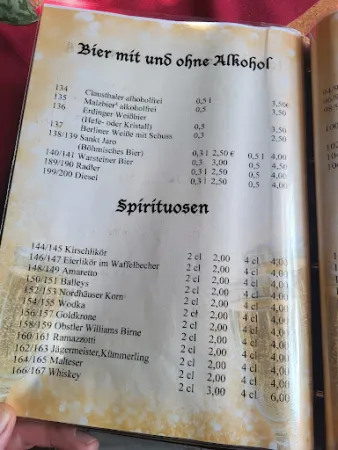 Bier mit und ohne Alkohol
134 Clausthaler alkoholfrei 0,5 l 3,50€
135 Malzbier¹ alkoholfrei 0,5
136 Erdinger Weißbier
(Hefe- oder Kristall) 0,5 3,50
137 Berliner Weiße mit Schuss 2,50
138/139 Sankt Jaro
(Böhmisches Bier) 0,3 l 2,50 € 0,5 l 4,00
140/141 Warsteiner Bier 0,3 3,00 0,5 4,00
189/190 Radler 0,3 l 2,50 0,5 l 4,00
199/200 Diesel 0,3 l 2,50 0,5 l 4,00
Spirituosen
144/145 Kirschlikör 2 cl 2,00 4 cl 4,00
146/147 Eierlikör im Waffelbecher 2 cl 2,00 4 cl 4,00
148/149 Amaretto 2 cl 2,00 4 cl 4,00
150/151 Baileys 2 cl 2,00 4 cl 4,00
152/153 Nordhäuser Korn 2 cl 2,00 4 cl 4,00
154/155 Wodka 2 cl 2,00 4 cl 4,00
156/157 Goldkrone 2 cl 2,00 4 cl 4,00
158/159 Obstler Williams Birne 2 cl 2,00 4 cl 4,00
160/161 Ramazzotti 2 cl 2,00 4 cl 4,00
162/163 Jägermeister,Kümmerling 2 cl 2,00 4 cl 4,00
164/165 Malteser 2 cl 2,00 4 cl 4,00
166/167 Whiskey 2 cl 3,00 4 cl 6,00